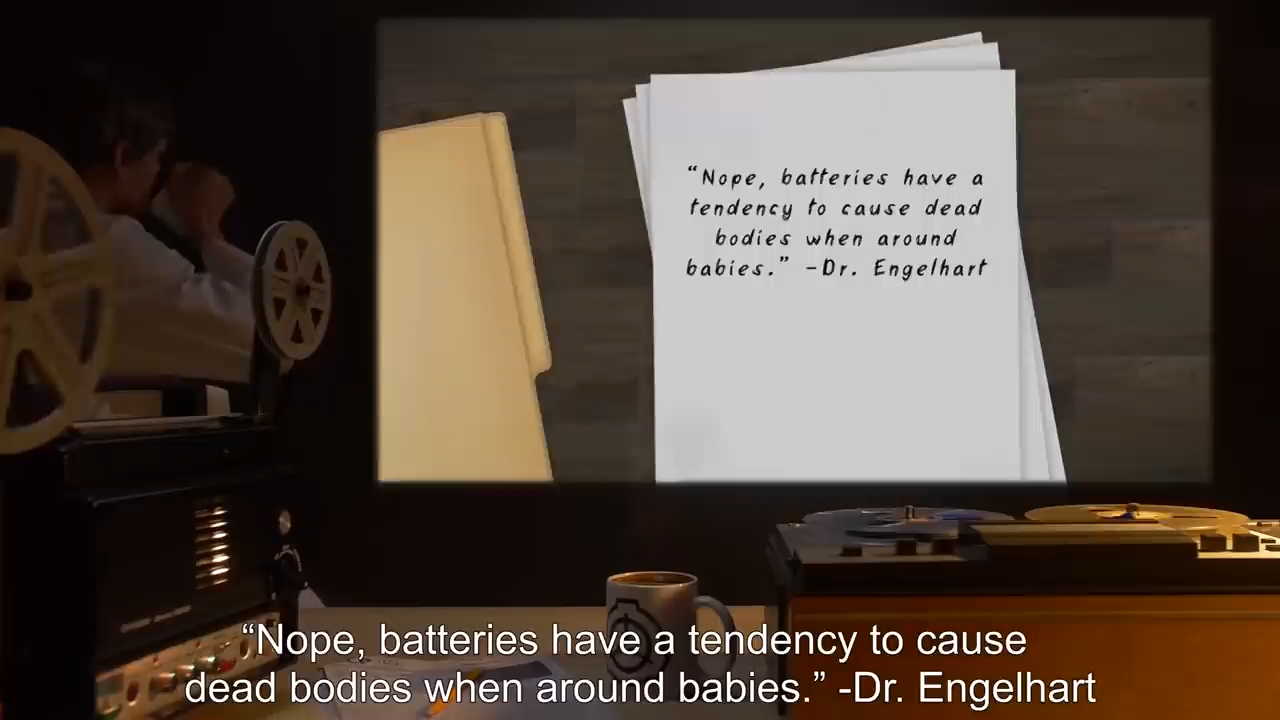 “Nope, batteries have a
tendency to cause dead
bodies when around
babies.” -Dr. Engelhart
“Nope, batteries have a tendency to cause
dead bodies when around babies.” -Dr. Engelhart